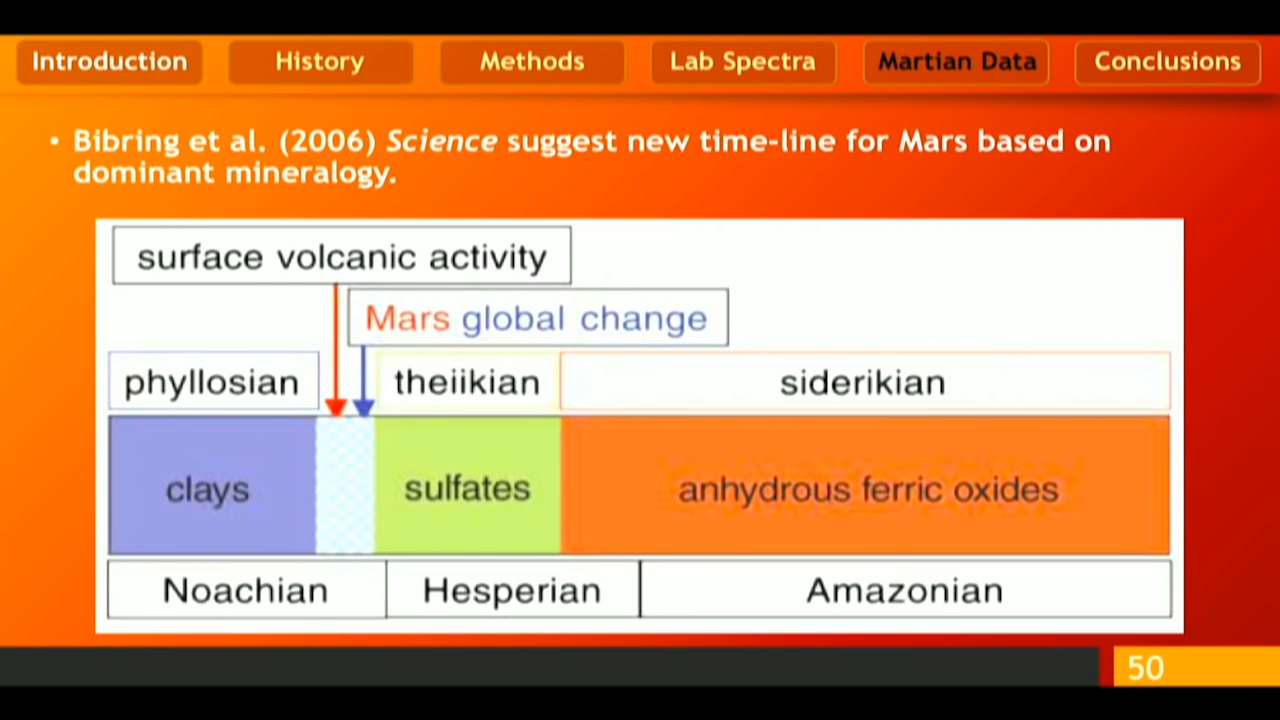 Introduction History Methods Lab Spectra Martian Data Conclusions
• Bibring et al. (2006) Science suggest new time-line for Mars based on
dominant mineralogy.
surface volcanic activity
Mars global change
phyllosian theiikian siderikian
clays sulfates anhydrous ferric oxides
Noachian Hesperian Amazonian
50